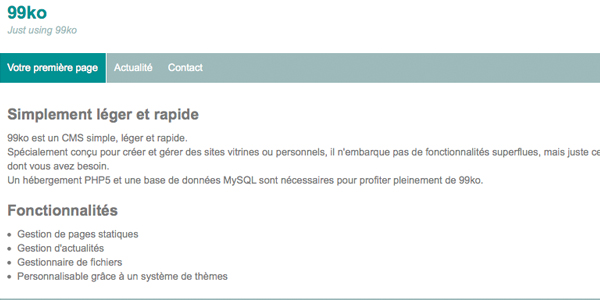 99ko
Just using 99ko
Votre première page Actualité Contact
Simplement léger et rapide
99ko est un CMS simple, léger et rapide.
Spécialement conçu pour créer et gérer des sites vitrines ou personnels, il n'embarque pas de fonctionnalités superflues, mais juste ce
dont vous avez besoin.
Un hébergement PHP5 et une base de données MySQL sont nécessaires pour profiter pleinement de 99ko.
Fonctionnalités
Gestion de pages statiques
Gestion d'actualités
Gestionnaire de fichiers
Personnalisable grâce à un système de thèmes